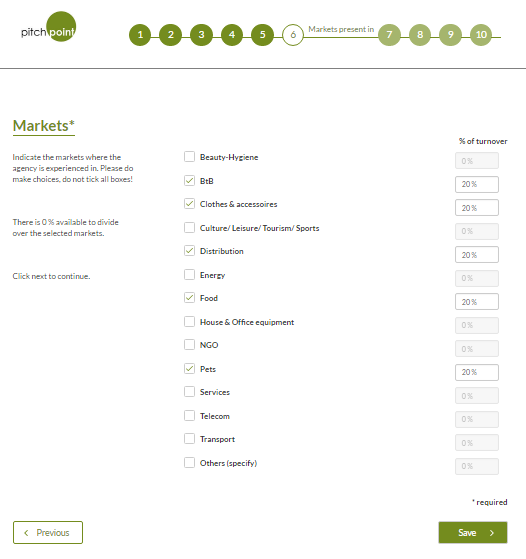 pitchpoint
1 2 3 4 5 6 Markets present in 7 8 9 10
Markets*
% of turnover
Indicate the markets where the
agency is experienced in. Please do
make choices, do not tick all boxes!
There is 0 % available to divide
over the selected markets.
Click next to continue.
Beauty-Hygiene 0 %
BtB 20 %
Clothes & accessoires 20 %
Culture/ Leisure/ Tourism/ Sports 0 %
Distribution 20 %
Energy 0 %
Food 20 %
House & Office equipment 0 %
NGO 0 %
Pets 20 %
Services 0 %
Telecom 0 %
Transport 0 %
Others (specify) 0 %
* required
Previous
Save